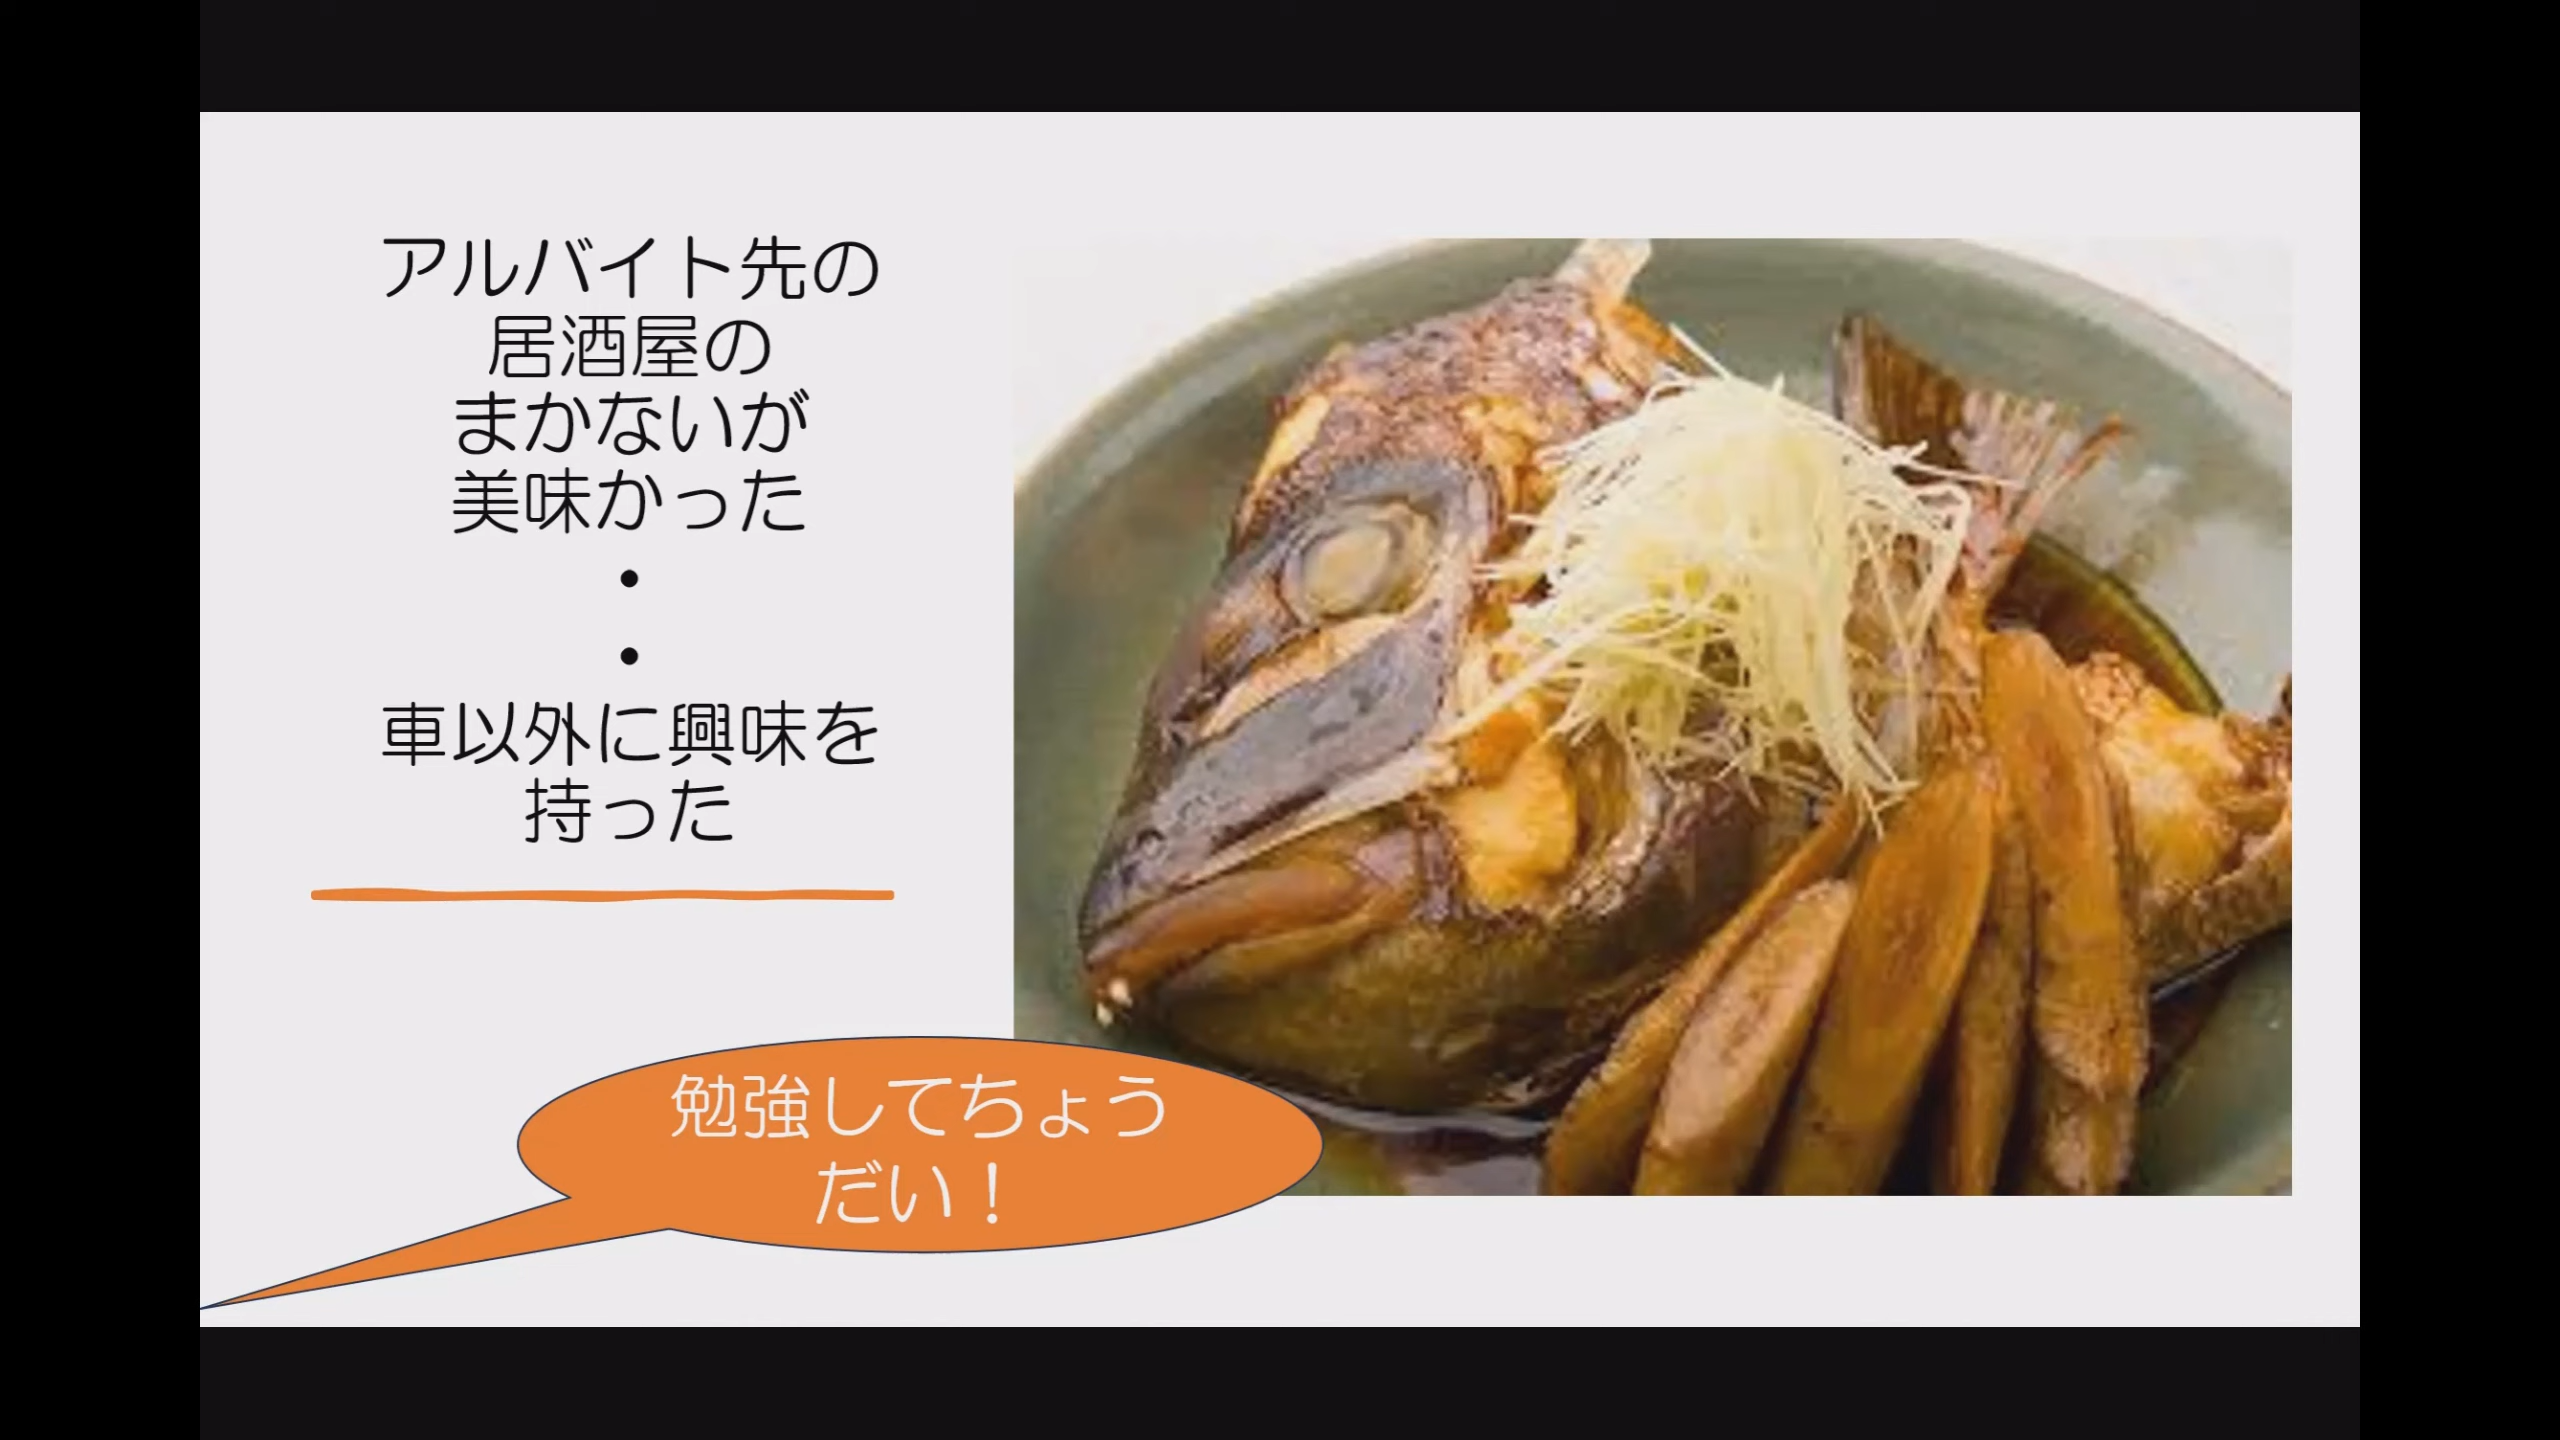 アルバイト先の
居酒屋の
まかないが
美味かった
・
・
車以外に興味を
持った
勉強してちょう
だい！